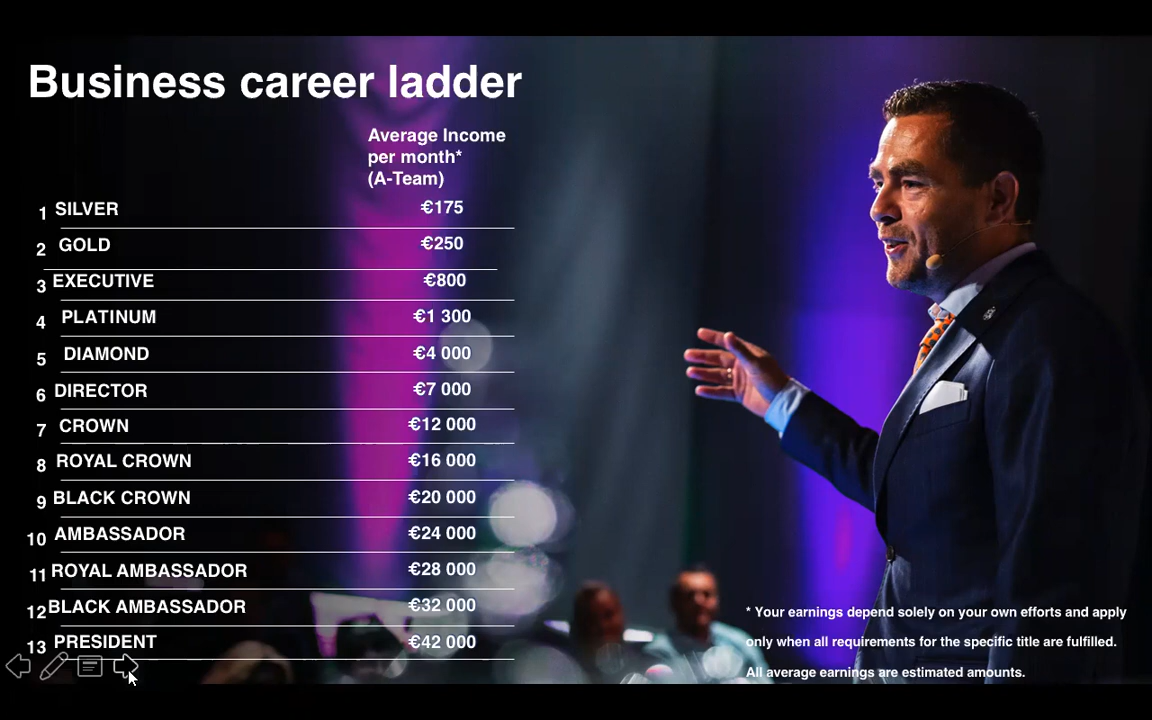 Business career ladder
Average Income
per month*
(A-Team)
1 SILVER €175
2 GOLD €250
3 EXECUTIVE €800
4 PLATINUM €1 300
5 DIAMOND €4 000
6 DIRECTOR €7 000
7 CROWN €12 000
8 ROYAL CROWN €16 000
9 BLACK CROWN €20 000
10 AMBASSADOR €24 000
11 ROYAL AMBASSADOR €28 000
12 BLACK AMBASSADOR €32 000
13 PRESIDENT €42 000
* Your earnings depend solely on your own efforts and apply
only when all requirements for the specific title are fulfilled.
All average earnings are estimated amounts.